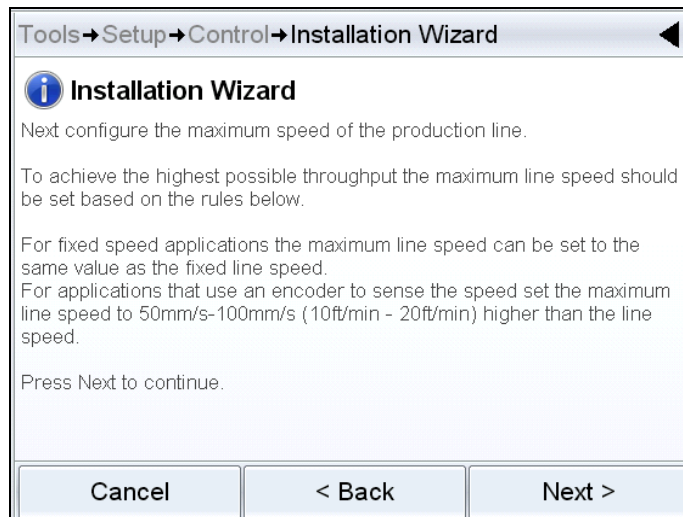 Tools→Setup→Control→Installation Wizard
Installation Wizard
Next configure the maximum speed of the production line.
To achieve the highest possible throughput the maximum line speed should
be set based on the rules below.
For fixed speed applications the maximum line speed can be set to the
same value as the fixed line speed.
For applications that use an encoder to sense the speed set the maximum
line speed to 50mm/s-100mm/s (10ft/min - 20ft/min) higher than the line
speed.
Press Next to continue.
Cancel
< Back
Next >